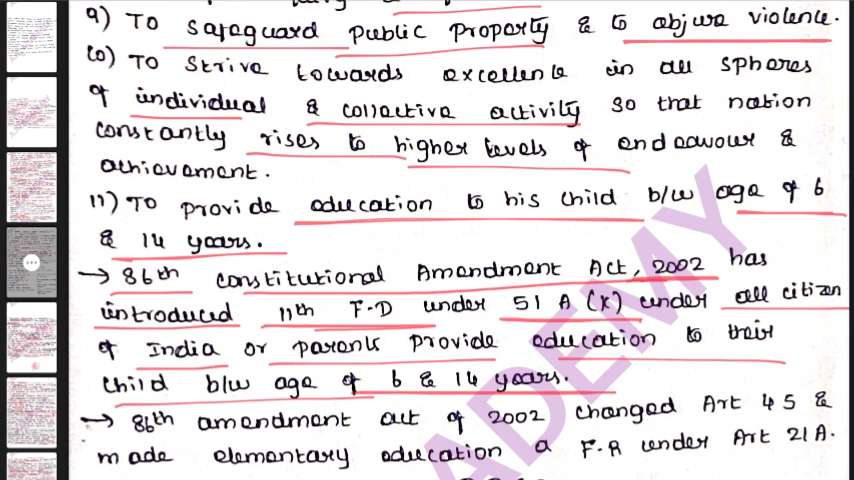 9) TO safeguard public property & to abjure violence.
10) TO strive towards excellence in all spheres
of individual & collective activity so that nation
constantly rises to higher levels of endeavour &
achievement.
11) TO provide education to his child b/w age of 6
& 14 years.
→ 86th constitutional Amendment Act, 2002 has
introduced 11th F.D under 51 A (K) under all citizen
of India or parents provide education to their
child b/w age of 6 & 14 years.
→ 86th amendment act of 2002 changed Art 45 &
made elementary education a F.R under Art 21A.
ADEMY